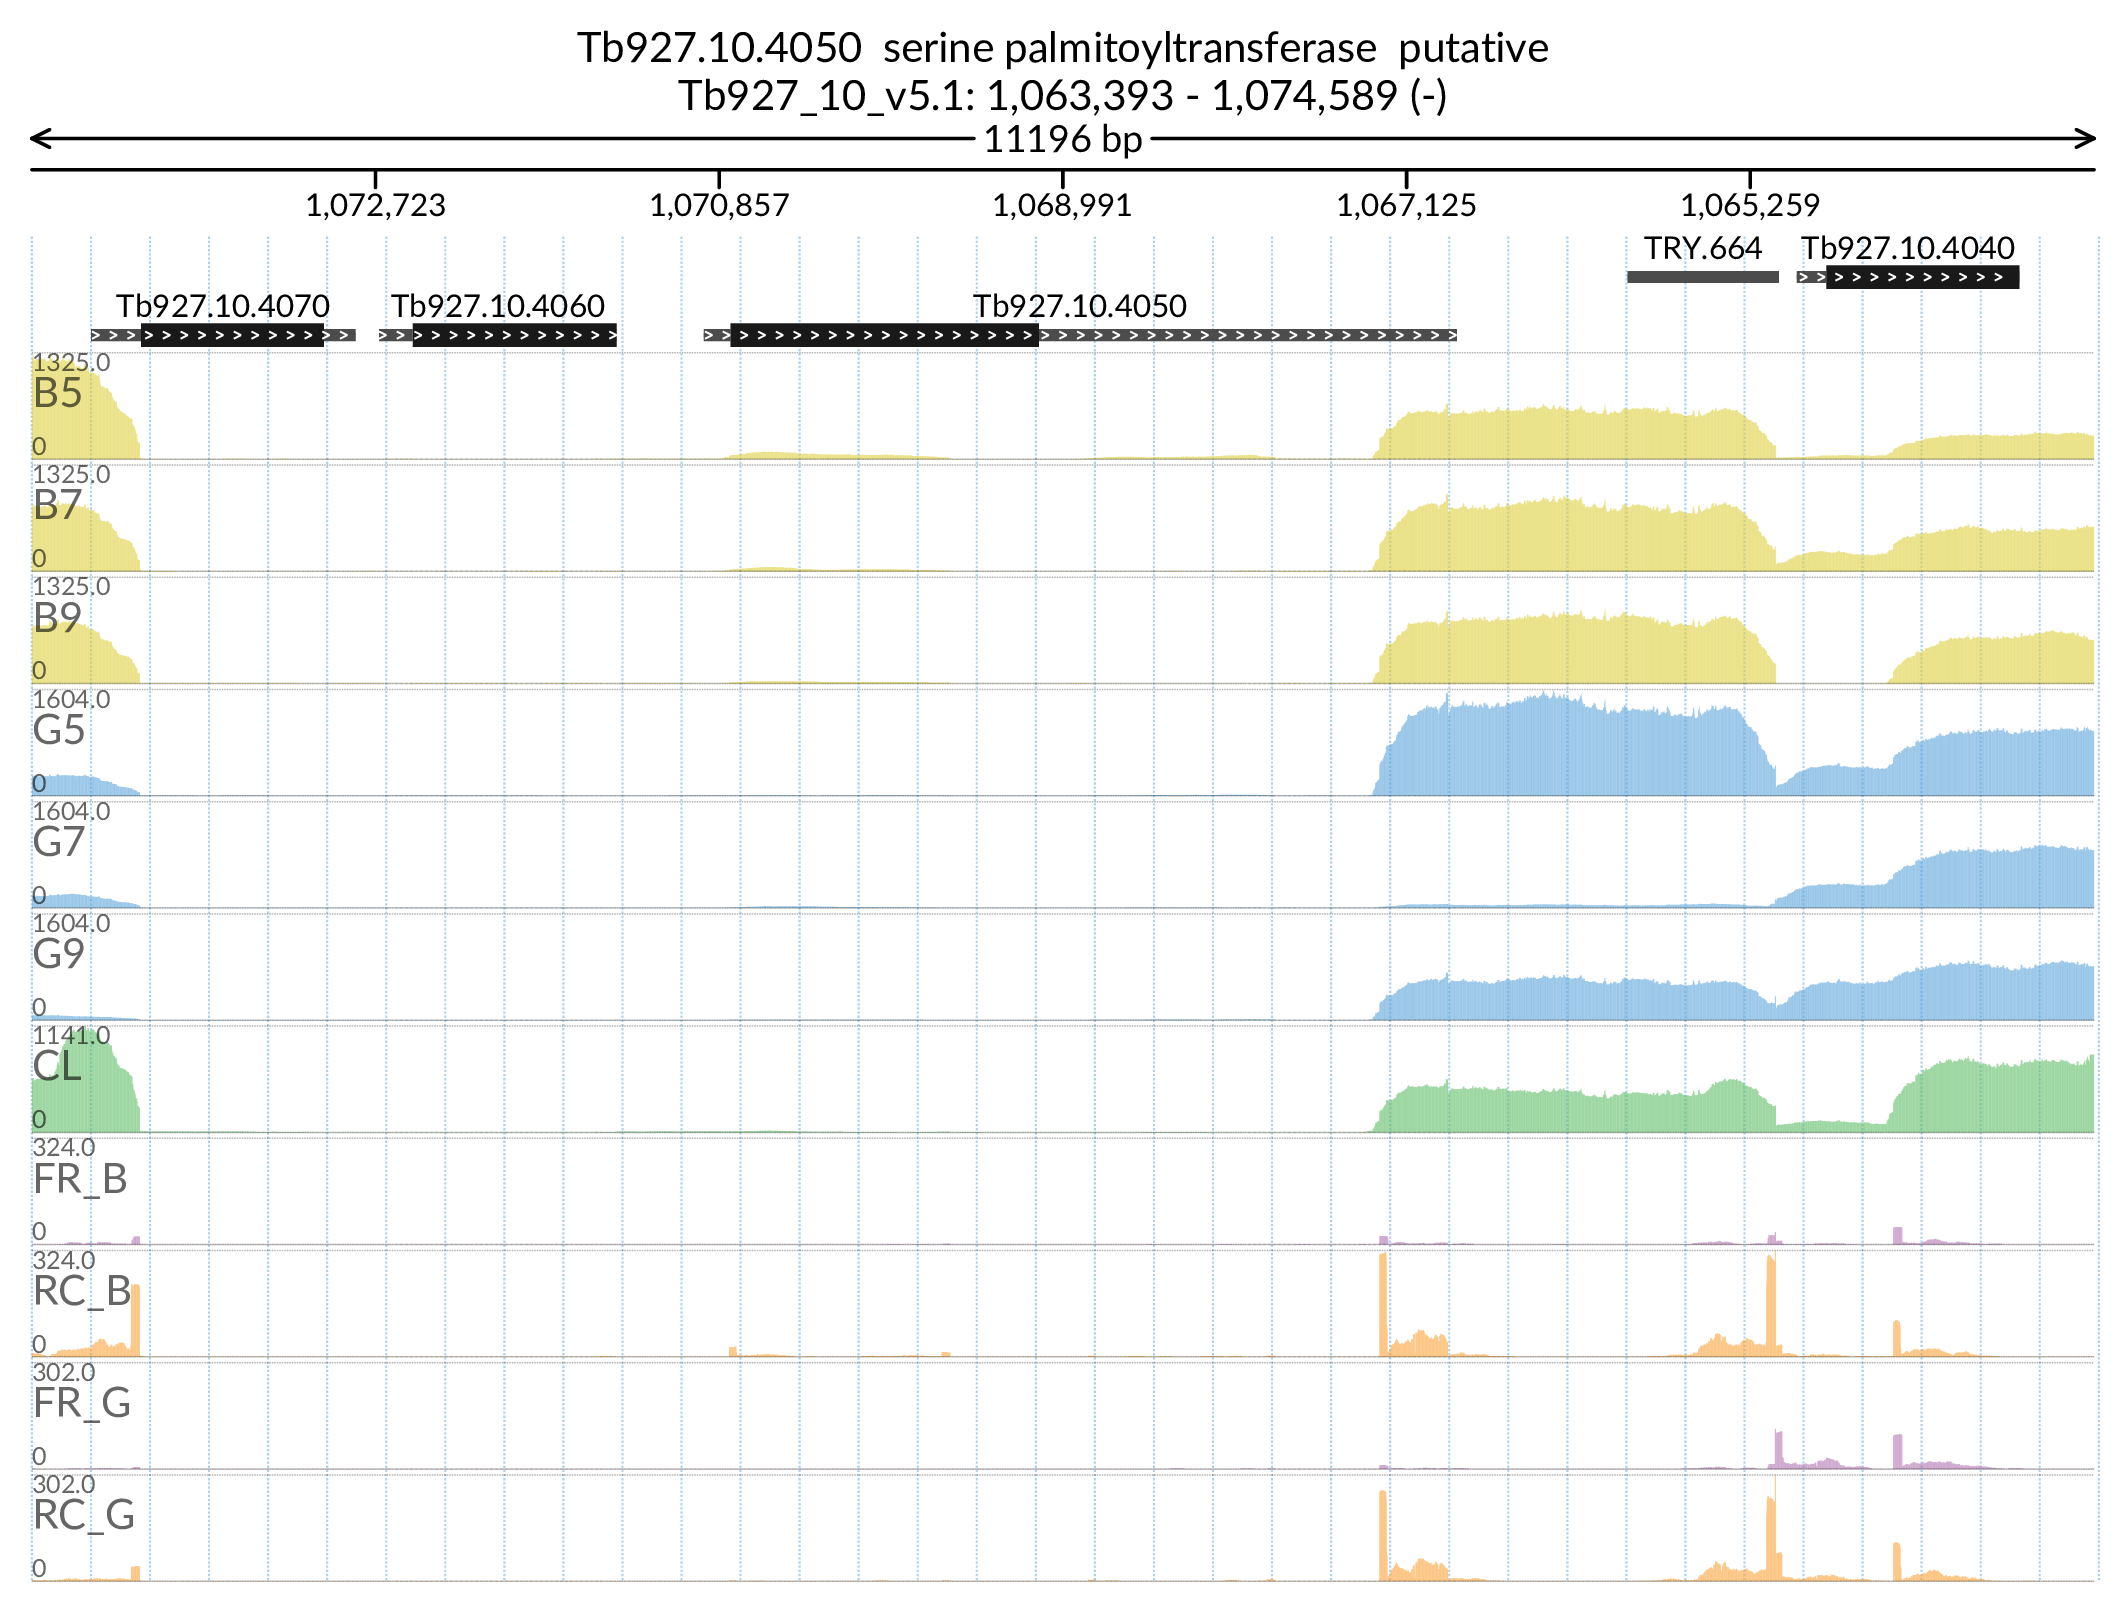 Tb927.10.4050  serine palmitoyltransferase  putative
Tb927_10_v5.1: 1,063,393 - 1,074,589 (-)
11196 bp
1,072,723 1,070,857 1,068,991 1,067,125 1,065,259
TRY.664 Tb927.10.4040
Tb927.10.4070 Tb927.10.4060 Tb927.10.4050
1325.0
B5
0
1325.0
B7
0
1325.0
B9
0
1604.0
G5
0
1604.0
G7
0
1604.0
G9
0
1141.0
CL
0
324.0
FR_B
0
324.0
RC_B
0
302.0
FR_G
0
302.0
RC_G
0